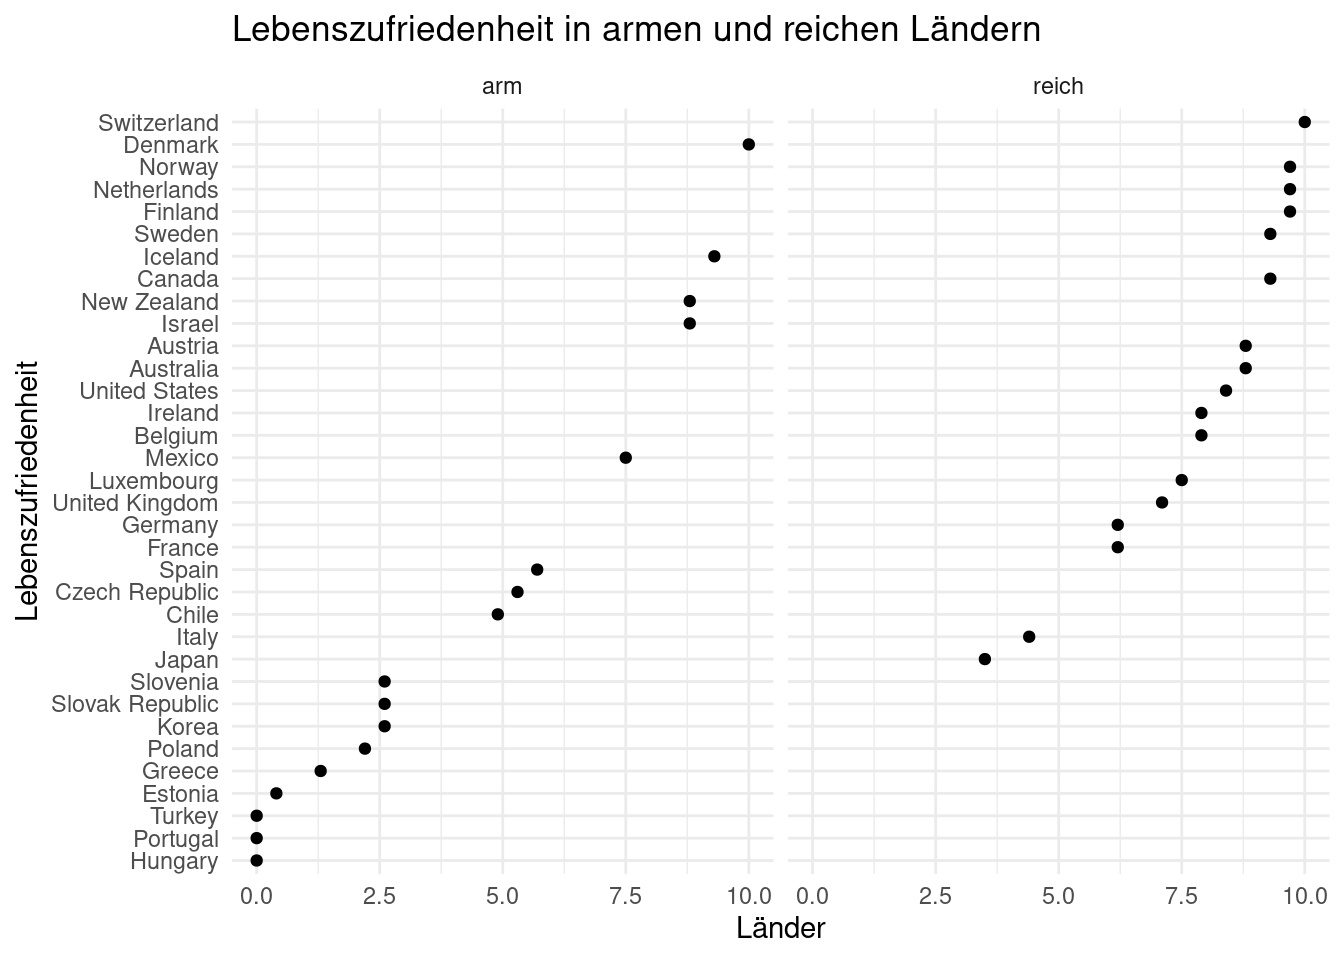 Lebenszufriedenheit in armen und reichen Ländern
arm
reich
Lebenszufriedenheit
Switzerland
Denmark
Norway
Netherlands
Finland
Sweden
Iceland
Canada
New Zealand
Israel
Austria
Australia
United States
Ireland
Belgium
Mexico
Luxembourg
United Kingdom
Germany
France
Spain
Czech Republic
Chile
Italy
Japan
Slovenia
Slovak Republic
Korea
Poland
Greece
Estonia
Turkey
Portugal
Hungary
0.0 2.5 5.0 7.5 10.0 0.0 2.5 5.0 7.5 10.0
Länder